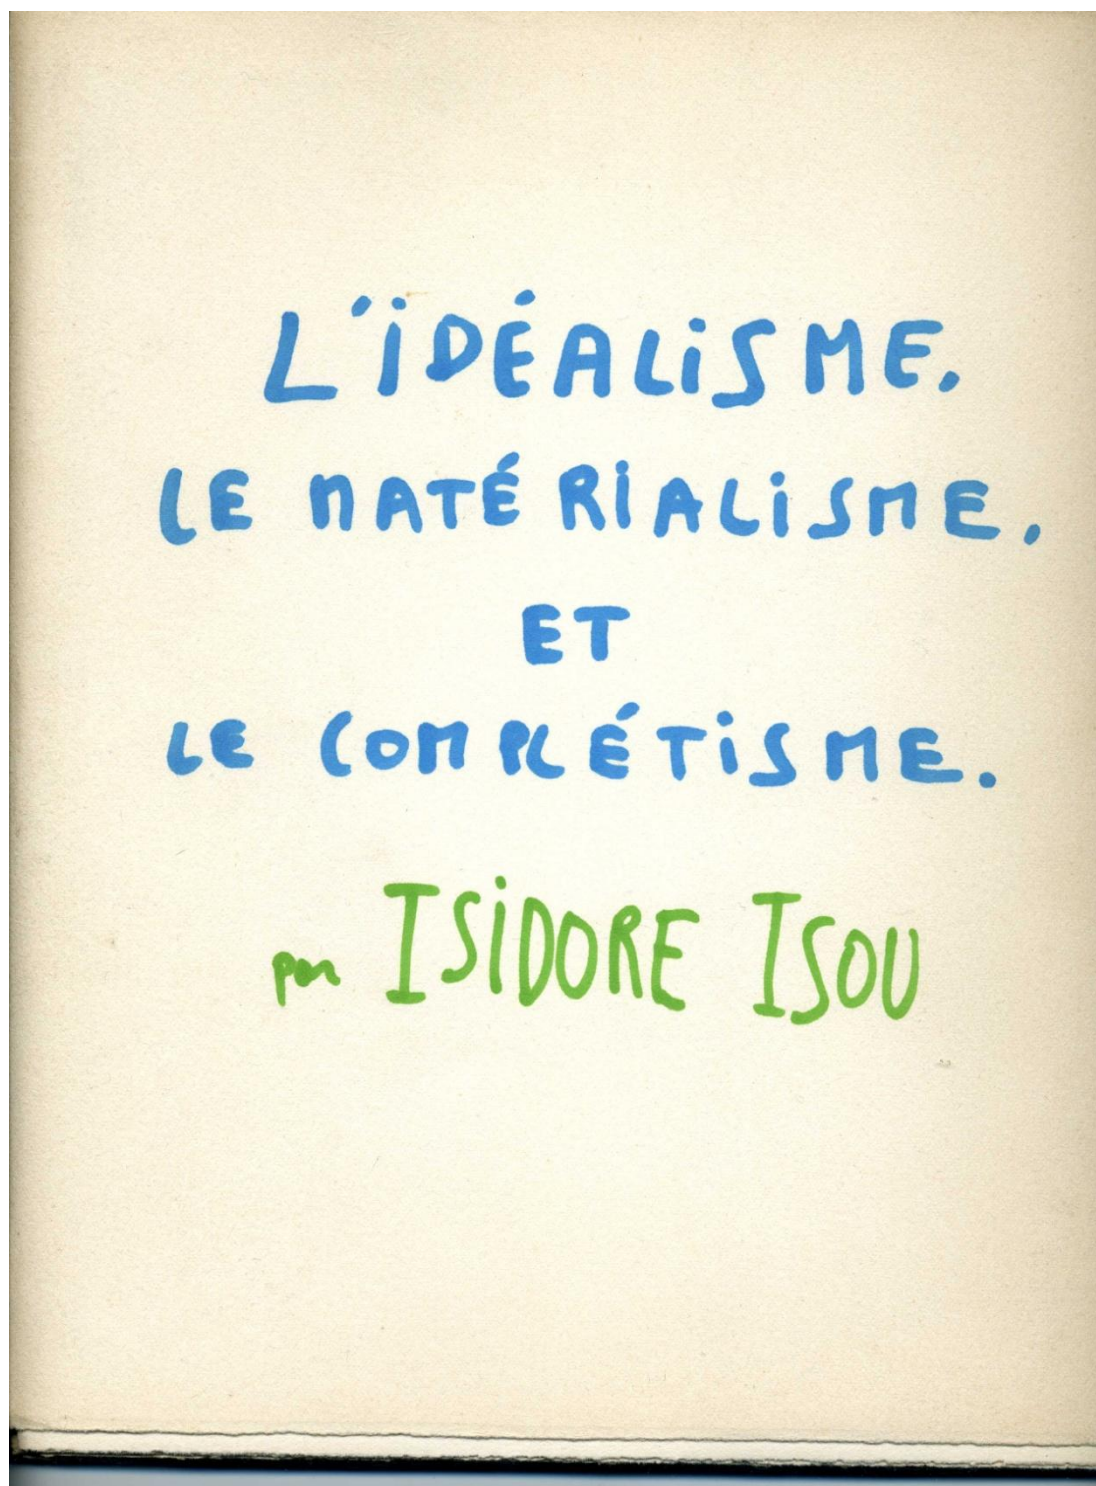 L'IDÉALISME,
LE MATÉRIALISME,
ET
LE COMPLÉTISME.
par ISIDORE ISOU